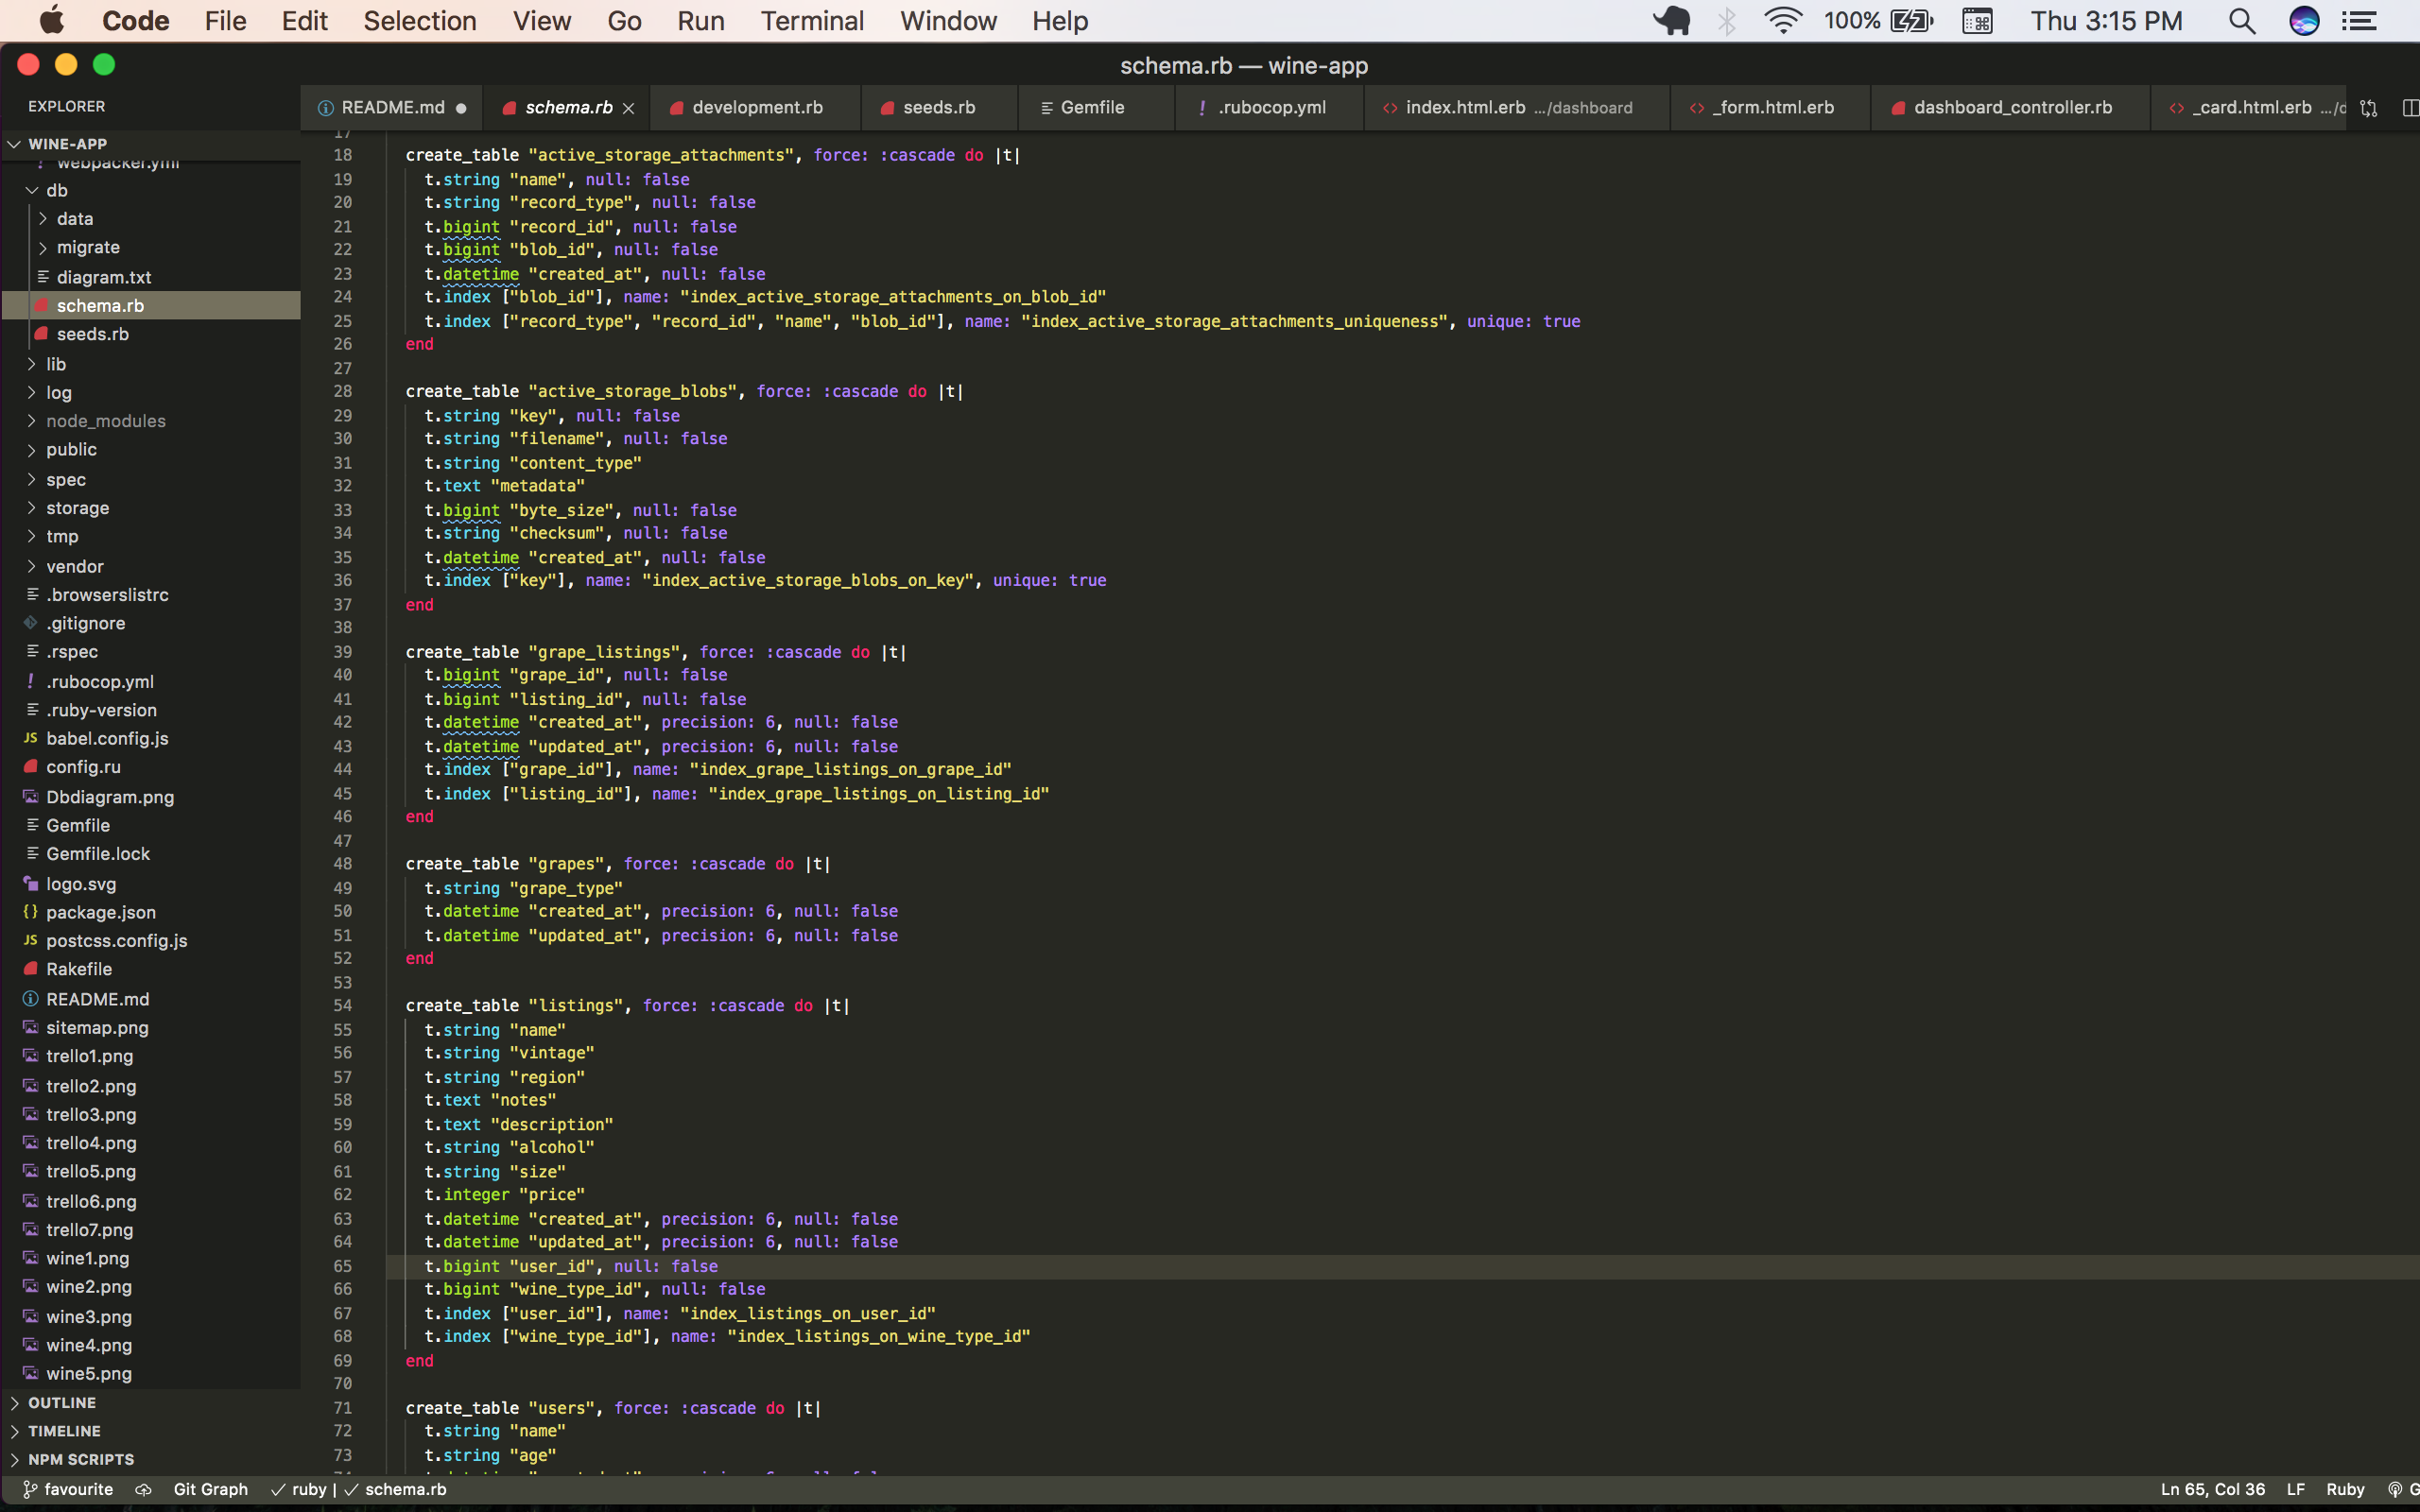 Code File Edit Selection View Go Run Terminal Window Help 100% Thu 3:15 PM
schema.rb — wine-app
EXPLORER
README.md schema.rb development.rb seeds.rb Gemfile .rubocop.yml index.html.erb .../dashboard _form.html.erb dashboard_controller.rb _card.html.erb
WINE-APP
webpacker.yml
db
data
migrate
diagram.txt
schema.rb
seeds.rb
lib
log
node_modules
public
spec
storage
tmp
vendor
.browserslistrc
.gitignore
.rspec
.rubocop.yml
.ruby-version
JS babel.config.js
config.ru
Dbdiagram.png
Gemfile
Gemfile.lock
logo.svg
{} package.json
JS postcss.config.js
Rakefile
README.md
sitemap.png
trello1.png
trello2.png
trello3.png
trello4.png
trello5.png
trello6.png
trello7.png
wine1.png
wine2.png
wine3.png
wine4.png
wine5.png
OUTLINE
TIMELINE
NPM SCRIPTS
17
18 create_table "active_storage_attachments", force: :cascade do |t|
19 t.string "name", null: false
20 t.string "record_type", null: false
21 t.bigint "record_id", null: false
22 t.bigint "blob_id", null: false
23 t.datetime "created_at", null: false
24 t.index ["blob_id"], name: "index_active_storage_attachments_on_blob_id"
25 t.index ["record_type", "record_id", "name", "blob_id"], name: "index_active_storage_attachments_uniqueness", unique: true
26 end
27
28 create_table "active_storage_blobs", force: :cascade do |t|
29 t.string "key", null: false
30 t.string "filename", null: false
31 t.string "content_type"
32 t.text "metadata"
33 t.bigint "byte_size", null: false
34 t.string "checksum", null: false
35 t.datetime "created_at", null: false
36 t.index ["key"], name: "index_active_storage_blobs_on_key", unique: true
37 end
38
39 create_table "grape_listings", force: :cascade do |t|
40 t.bigint "grape_id", null: false
41 t.bigint "listing_id", null: false
42 t.datetime "created_at", precision: 6, null: false
43 t.datetime "updated_at", precision: 6, null: false
44 t.index ["grape_id"], name: "index_grape_listings_on_grape_id"
45 t.index ["listing_id"], name: "index_grape_listings_on_listing_id"
46 end
47
48 create_table "grapes", force: :cascade do |t|
49 t.string "grape_type"
50 t.datetime "created_at", precision: 6, null: false
51 t.datetime "updated_at", precision: 6, null: false
52 end
53
54 create_table "listings", force: :cascade do |t|
55 t.string "name"
56 t.string "vintage"
57 t.string "region"
58 t.text "notes"
59 t.text "description"
60 t.string "alcohol"
61 t.string "size"
62 t.integer "price"
63 t.datetime "created_at", precision: 6, null: false
64 t.datetime "updated_at", precision: 6, null: false
65 t.bigint "user_id", null: false
66 t.bigint "wine_type_id", null: false
67 t.index ["user_id"], name: "index_listings_on_user_id"
68 t.index ["wine_type_id"], name: "index_listings_on_wine_type_id"
69 end
70
71 create_table "users", force: :cascade do |t|
72 t.string "name"
73 t.string "age"
favourite Git Graph ruby | schema.rb Ln 65, Col 36 LF Ruby